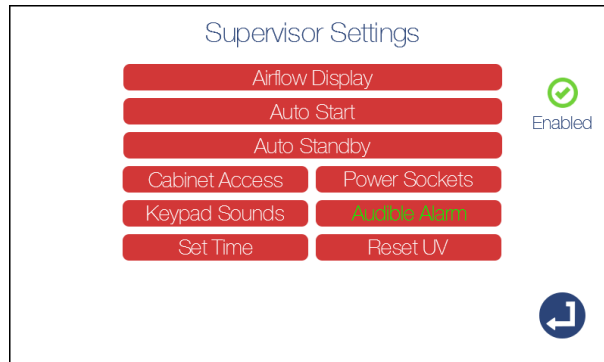 Supervisor Settings
Airflow Display
Auto Start
Enabled
Auto Standby
Cabinet Access
Power Sockets
Keypad Sounds
Audible Alarm
Set Time
Reset UV